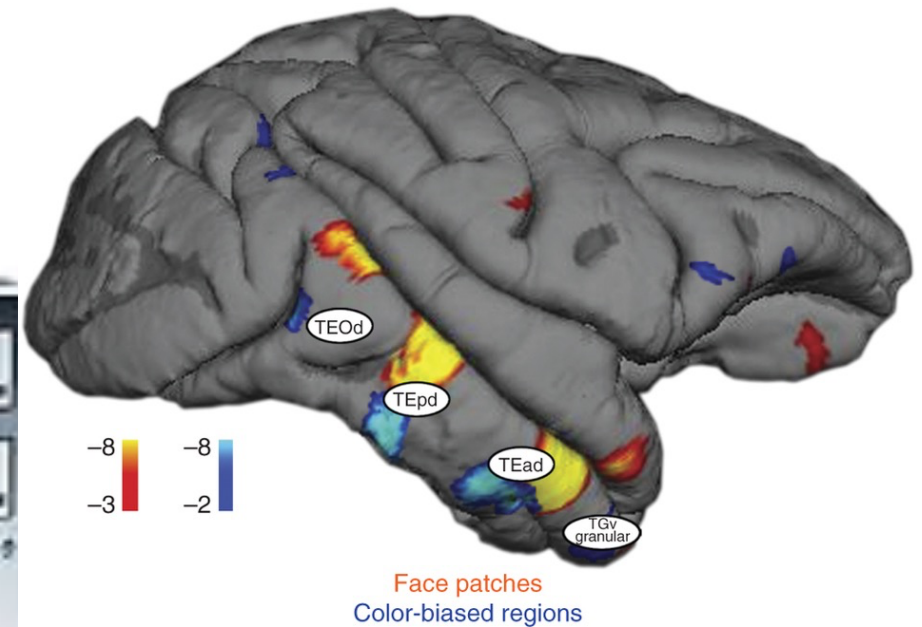 TEOd
TEpd
TEad
TGv
granular
–8
–3
–8
–2
Face patches
Color-biased regions